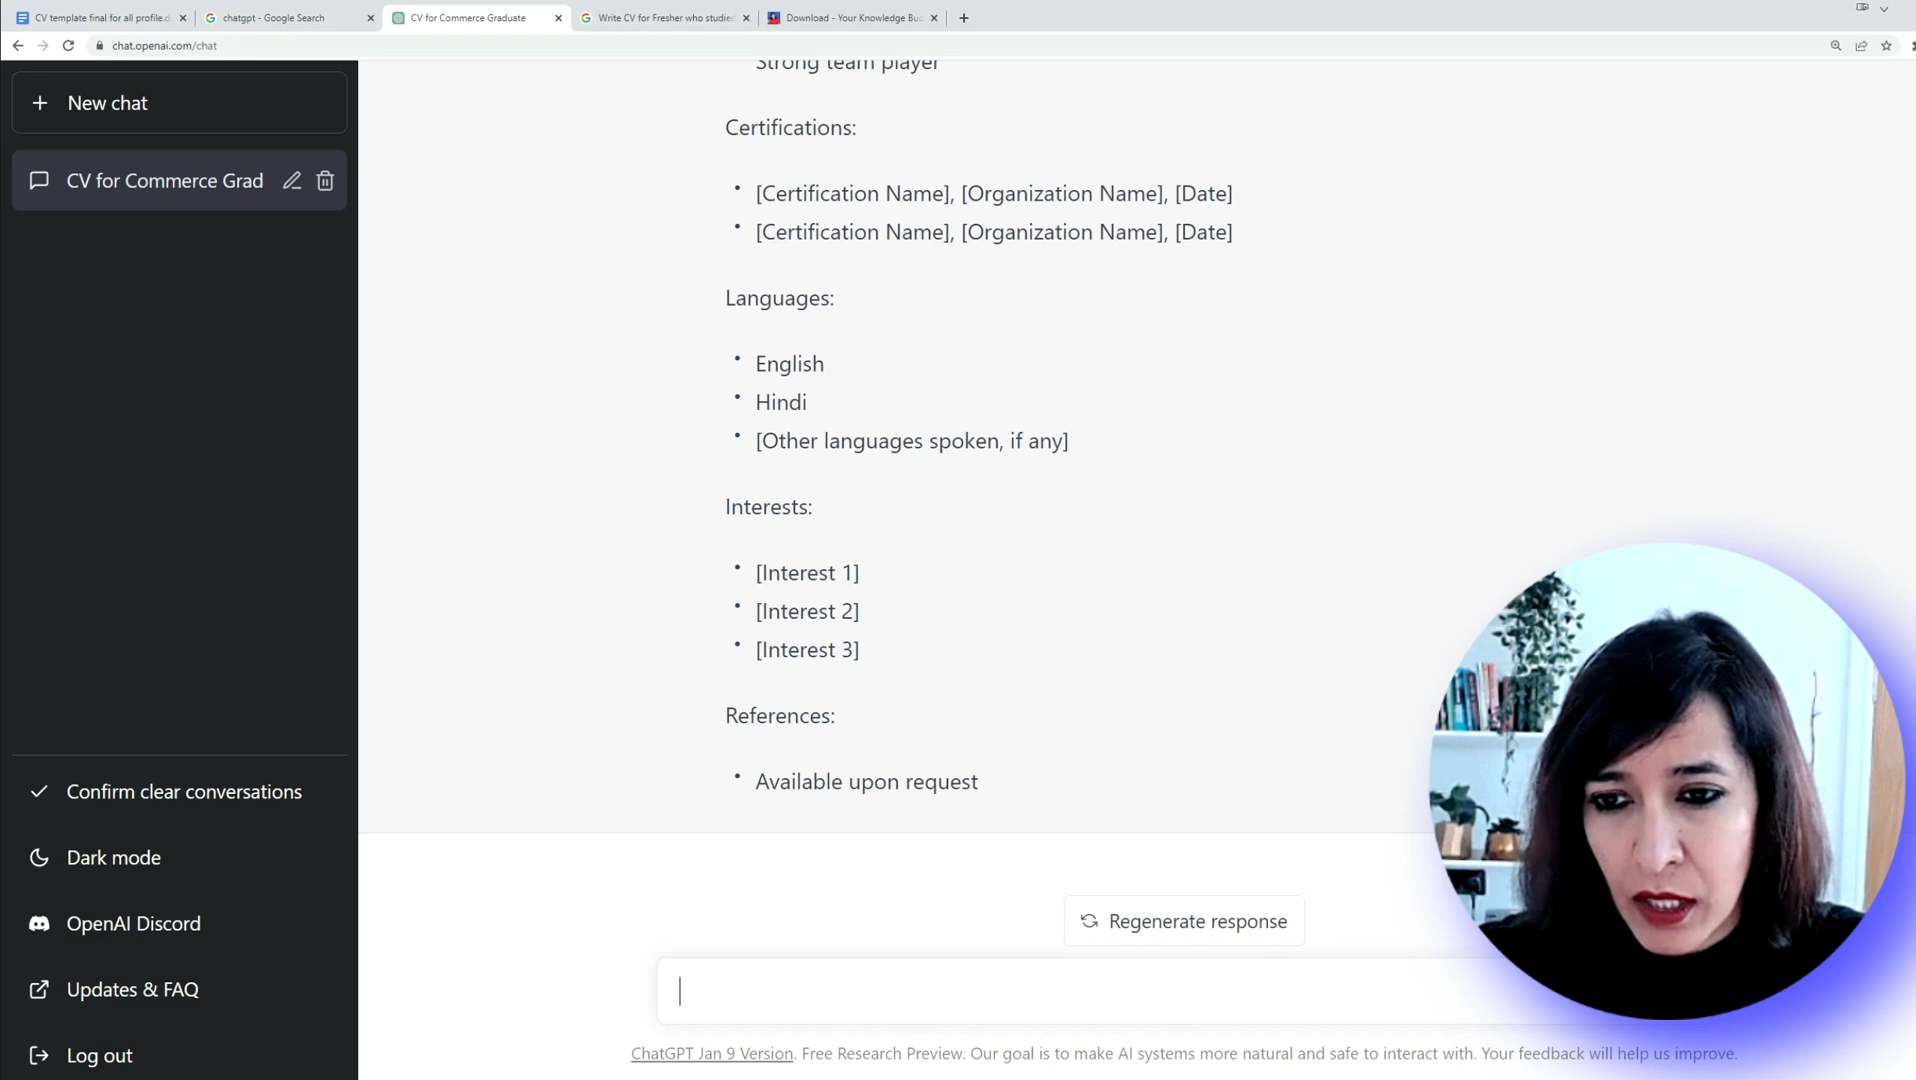 CV template final for all profile.d
chatgpt - Google Search
CV for Commerce Graduate
Write CV for Fresher who studied
Download - Your Knowledge Bu
chat.openai.com/chat
New chat
CV for Commerce Grad
Confirm clear conversations
Dark mode
OpenAI Discord
Updates & FAQ
Log out
Strong team player
Certifications:
[Certification Name], [Organization Name], [Date]
[Certification Name], [Organization Name], [Date]
Languages:
English
Hindi
[Other languages spoken, if any]
Interests:
[Interest 1]
[Interest 2]
[Interest 3]
References:
Available upon request
Regenerate response
ChatGPT Jan 9 Version. Free Research Preview. Our goal is to make AI systems more natural and safe to interact with. Your feedback will help us improve.